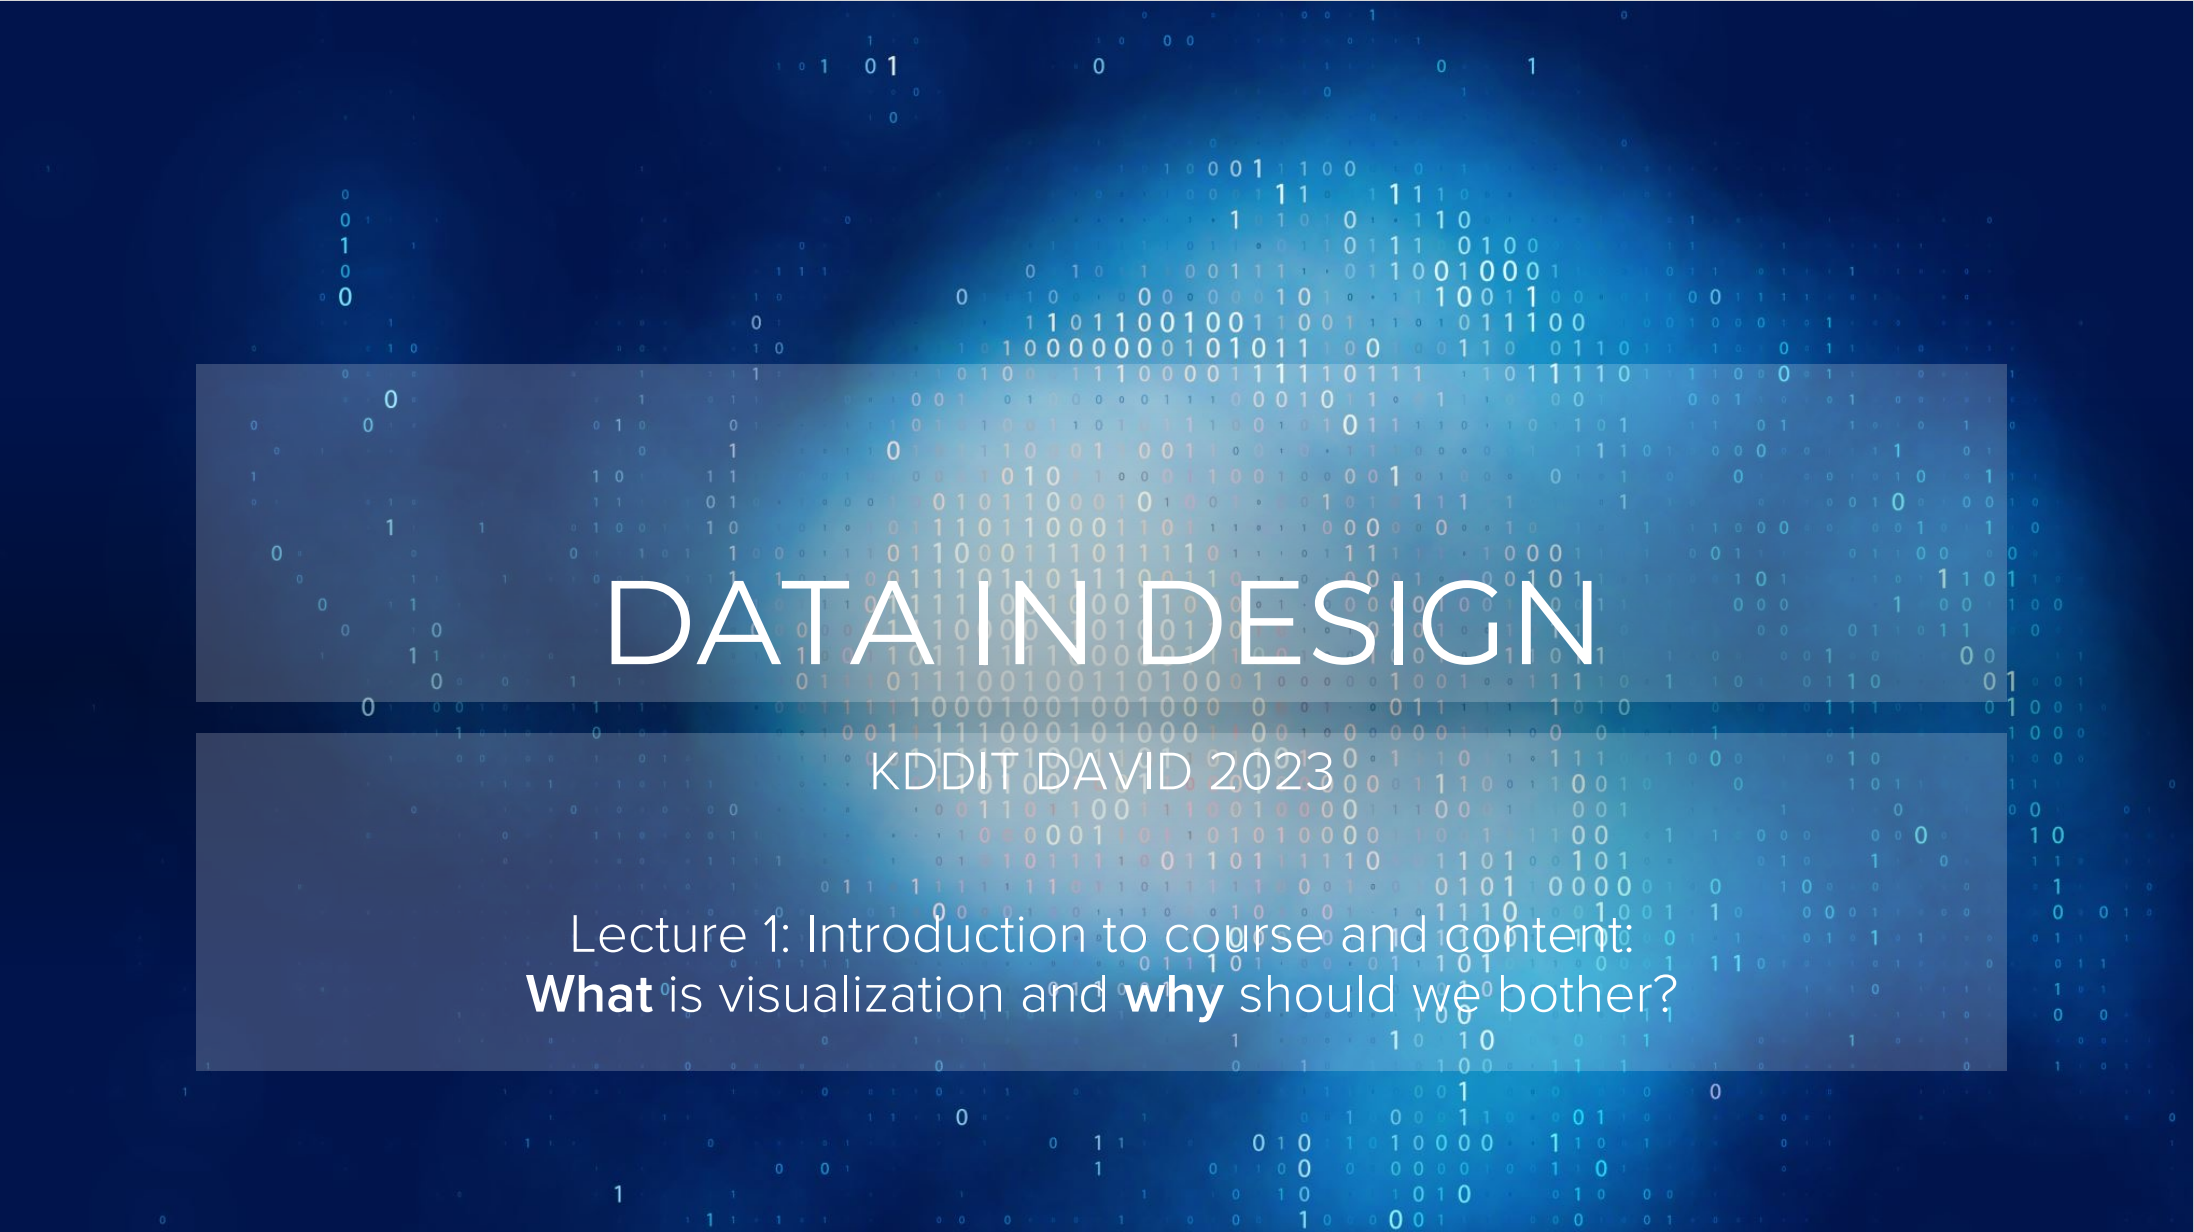 DATA IN DESIGN
KDDIT DAVID 2023
Lecture 1: Introduction to course and content:
What is visualization and why should we bother?